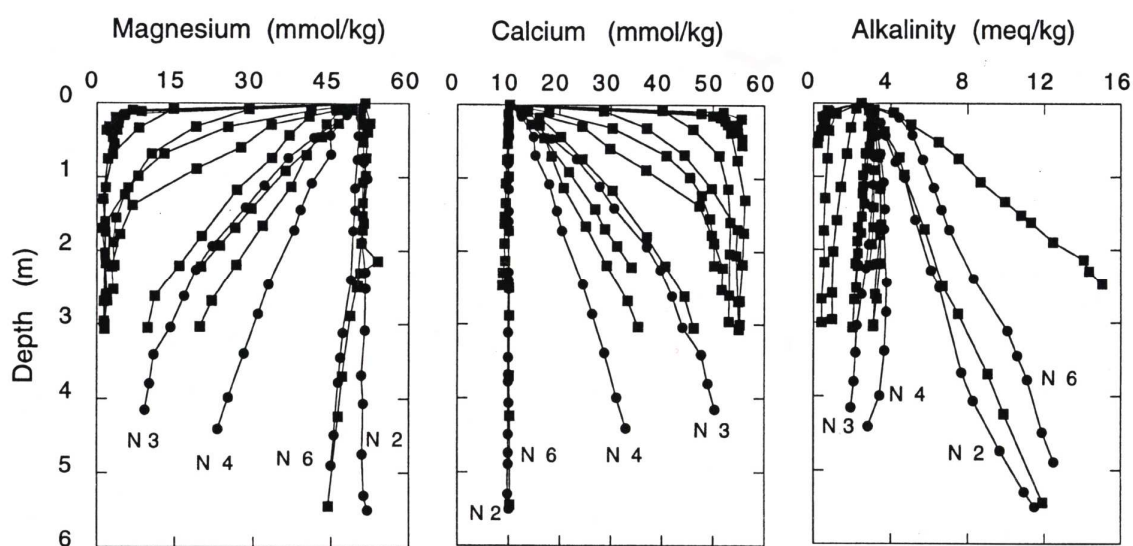 Magnesium (mmol/kg)
Calcium (mmol/kg)
Alkalinity (meq/kg)
0 15 30 45 60
0 10 20 30 40 50 60
0 4 8 12 16
Depth (m)
0
1
2
3
4
5
6
N 3
N 4
N 6
N 2
N 2
N 6
N 4
N 3
N 3
N 4
N 2
N 6